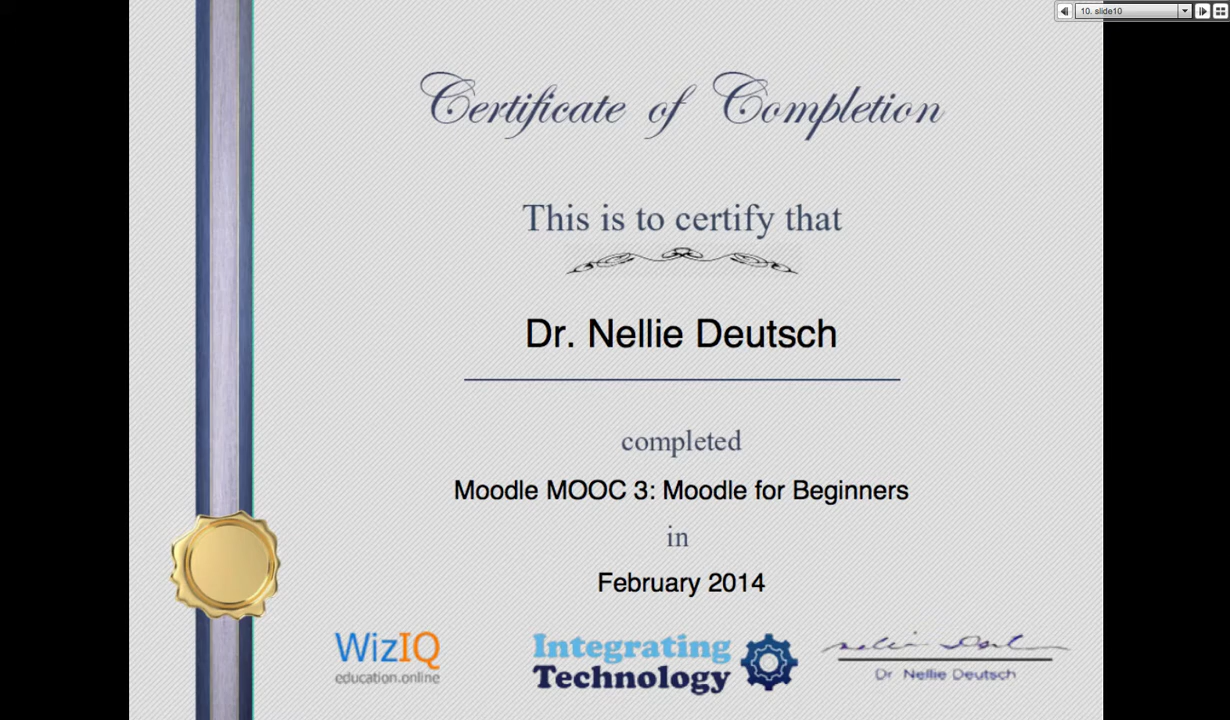 10. slide10
Certificate of Completion
This is to certify that
Dr. Nellie Deutsch
completed
Moodle MOOC 3: Moodle for Beginners
in
February 2014
WizIQ
education.online
Integrating
Technology
Dr Nellie Deutsch